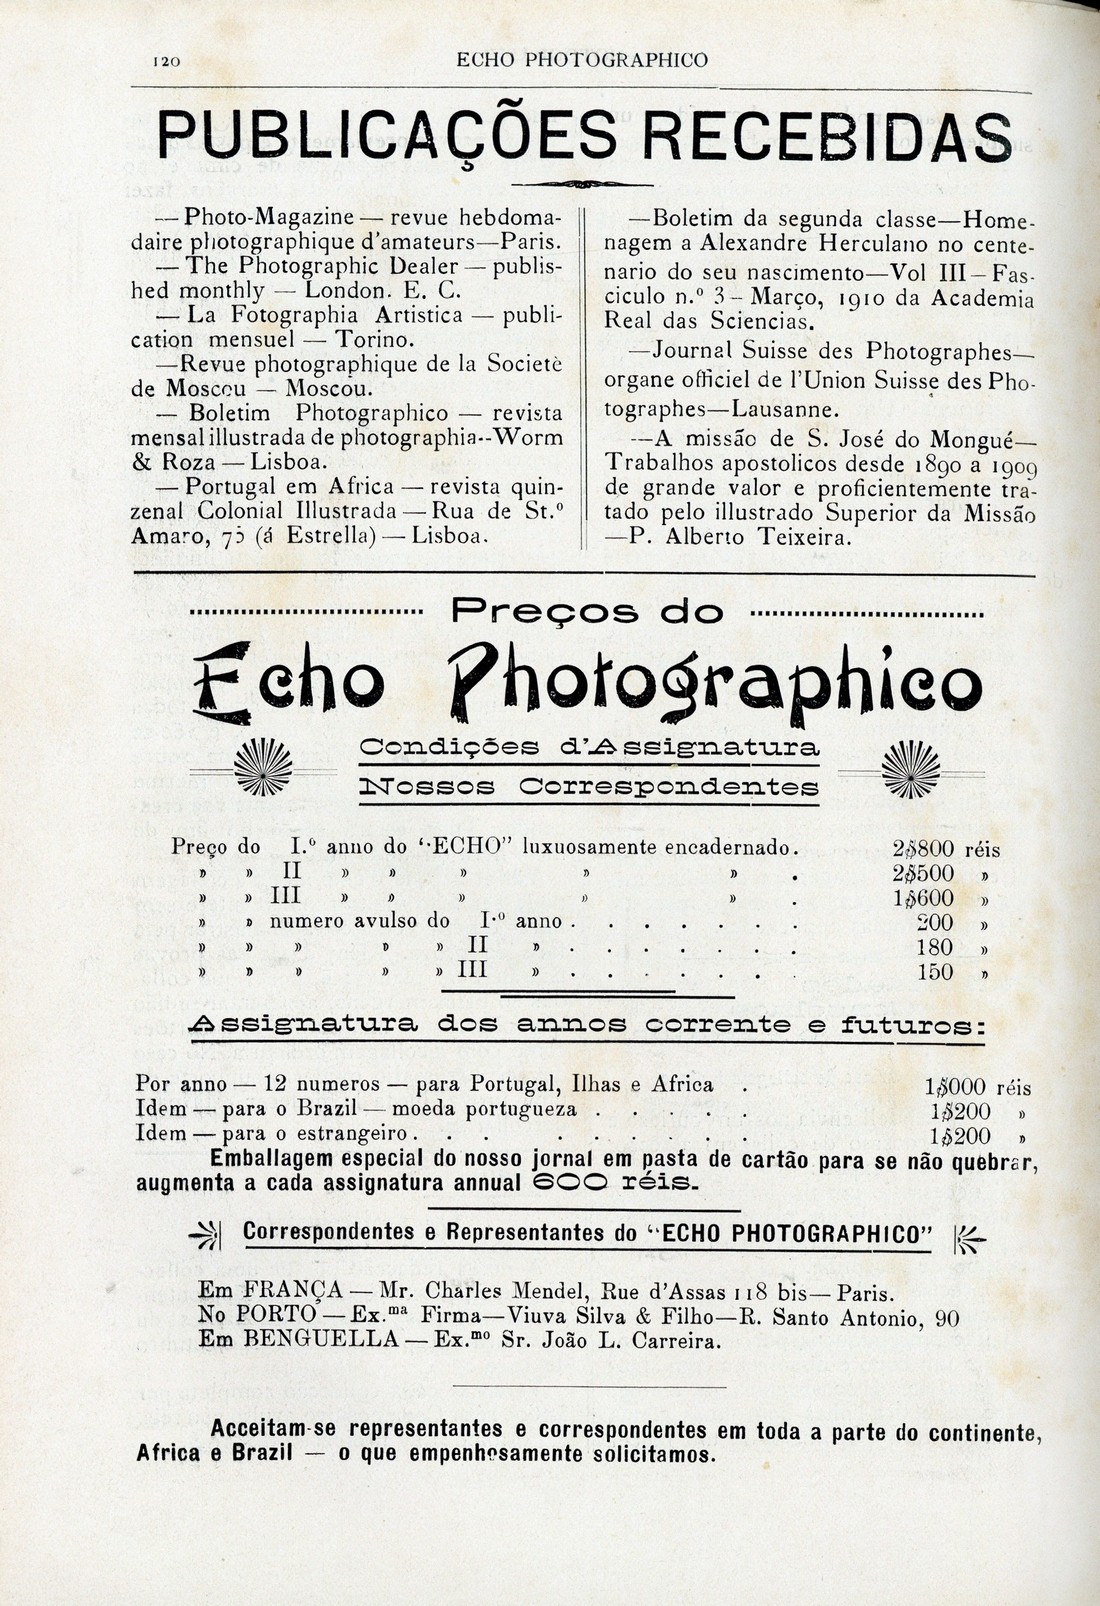 120
ECHO PHOTOGRAPHICO
PUBLICAÇÕES RECEBIDAS
— Photo-Magazine — revue hebdoma-
daire photographique d'amateurs—Paris.
— The Photographic Dealer — publis-
hed monthly — London. E. C.
— La Fotographia Artistica — publi-
cation mensuel — Torino.
—Revue photographique de la Societè
de Moscou — Moscou.
— Boletim Photographico — revista
mensal illustrada de photographia--Worm
& Roza — Lisboa.
— Portugal em Africa — revista quin-
zenal Colonial Illustrada — Rua de St.º
Amaro, 75 (á Estrella) — Lisboa.
—Boletim da segunda classe—Home-
nagem a Alexandre Herculano no cente-
nario do seu nascimento—Vol III — Fas-
ciculo n.º 3 — Março, 1910 da Academia
Real das Sciencias.
—Journal Suisse des Photographes—
organe officiel de l'Union Suisse des Pho-
tographes—Lausanne.
—A missão de S. José do Mongué—
Trabalhos apostolicos desde 1890 a 1909
de grande valor e proficientemente tra-
tado pelo illustrado Superior da Missão
—P. Alberto Teixeira.
Preços do
Echo Photographico
Condições d'Assignatura
Nossos Correspondentes
Preço do I.º anno do "ECHO" luxuosamente encadernado. 2$800 réis
» » II » » » » » . 2$500 »
» » III » » » » » . 1$600 »
» » numero avulso do I.º anno . . . . . . . 200 »
» » » » » II » . . . . . . . 180 »
» » » » » III » . . . . . . . 150 »
Assignatura dos annos corrente e futuros:
Por anno — 12 numeros — para Portugal, Ilhas e Africa . 1$000 réis
Idem — para o Brazil — moeda portugueza . . . . . 1$200 »
Idem — para o estrangeiro . . . . . . . . . 1$200 »
Emballagem especial do nosso jornal em pasta de cartão para se não quebrar,
augmenta a cada assignatura annual 600 réis.
Correspondentes e Representantes do "ECHO PHOTOGRAPHICO"
Em FRANÇA — Mr. Charles Mendel, Rue d'Assas 118 bis— Paris.
No PORTO — Ex.ma Firma—Viuva Silva & Filho—R. Santo Antonio, 90
Em BENGUELLA — Ex.mo Sr. João L. Carreira.
Acceitam-se representantes e correspondentes em toda a parte do continente,
Africa e Brazil — o que empenhosamente solicitamos.